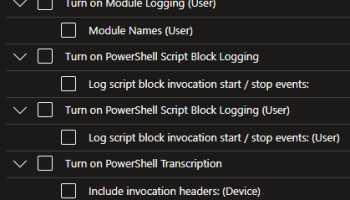 Turn on Module Logging (User)
Module Names (User)
Turn on PowerShell Script Block Logging
Log script block invocation start / stop events:
Turn on PowerShell Script Block Logging (User)
Log script block invocation start / stop events: (User)
Turn on PowerShell Transcription
Include invocation headers: (Device)